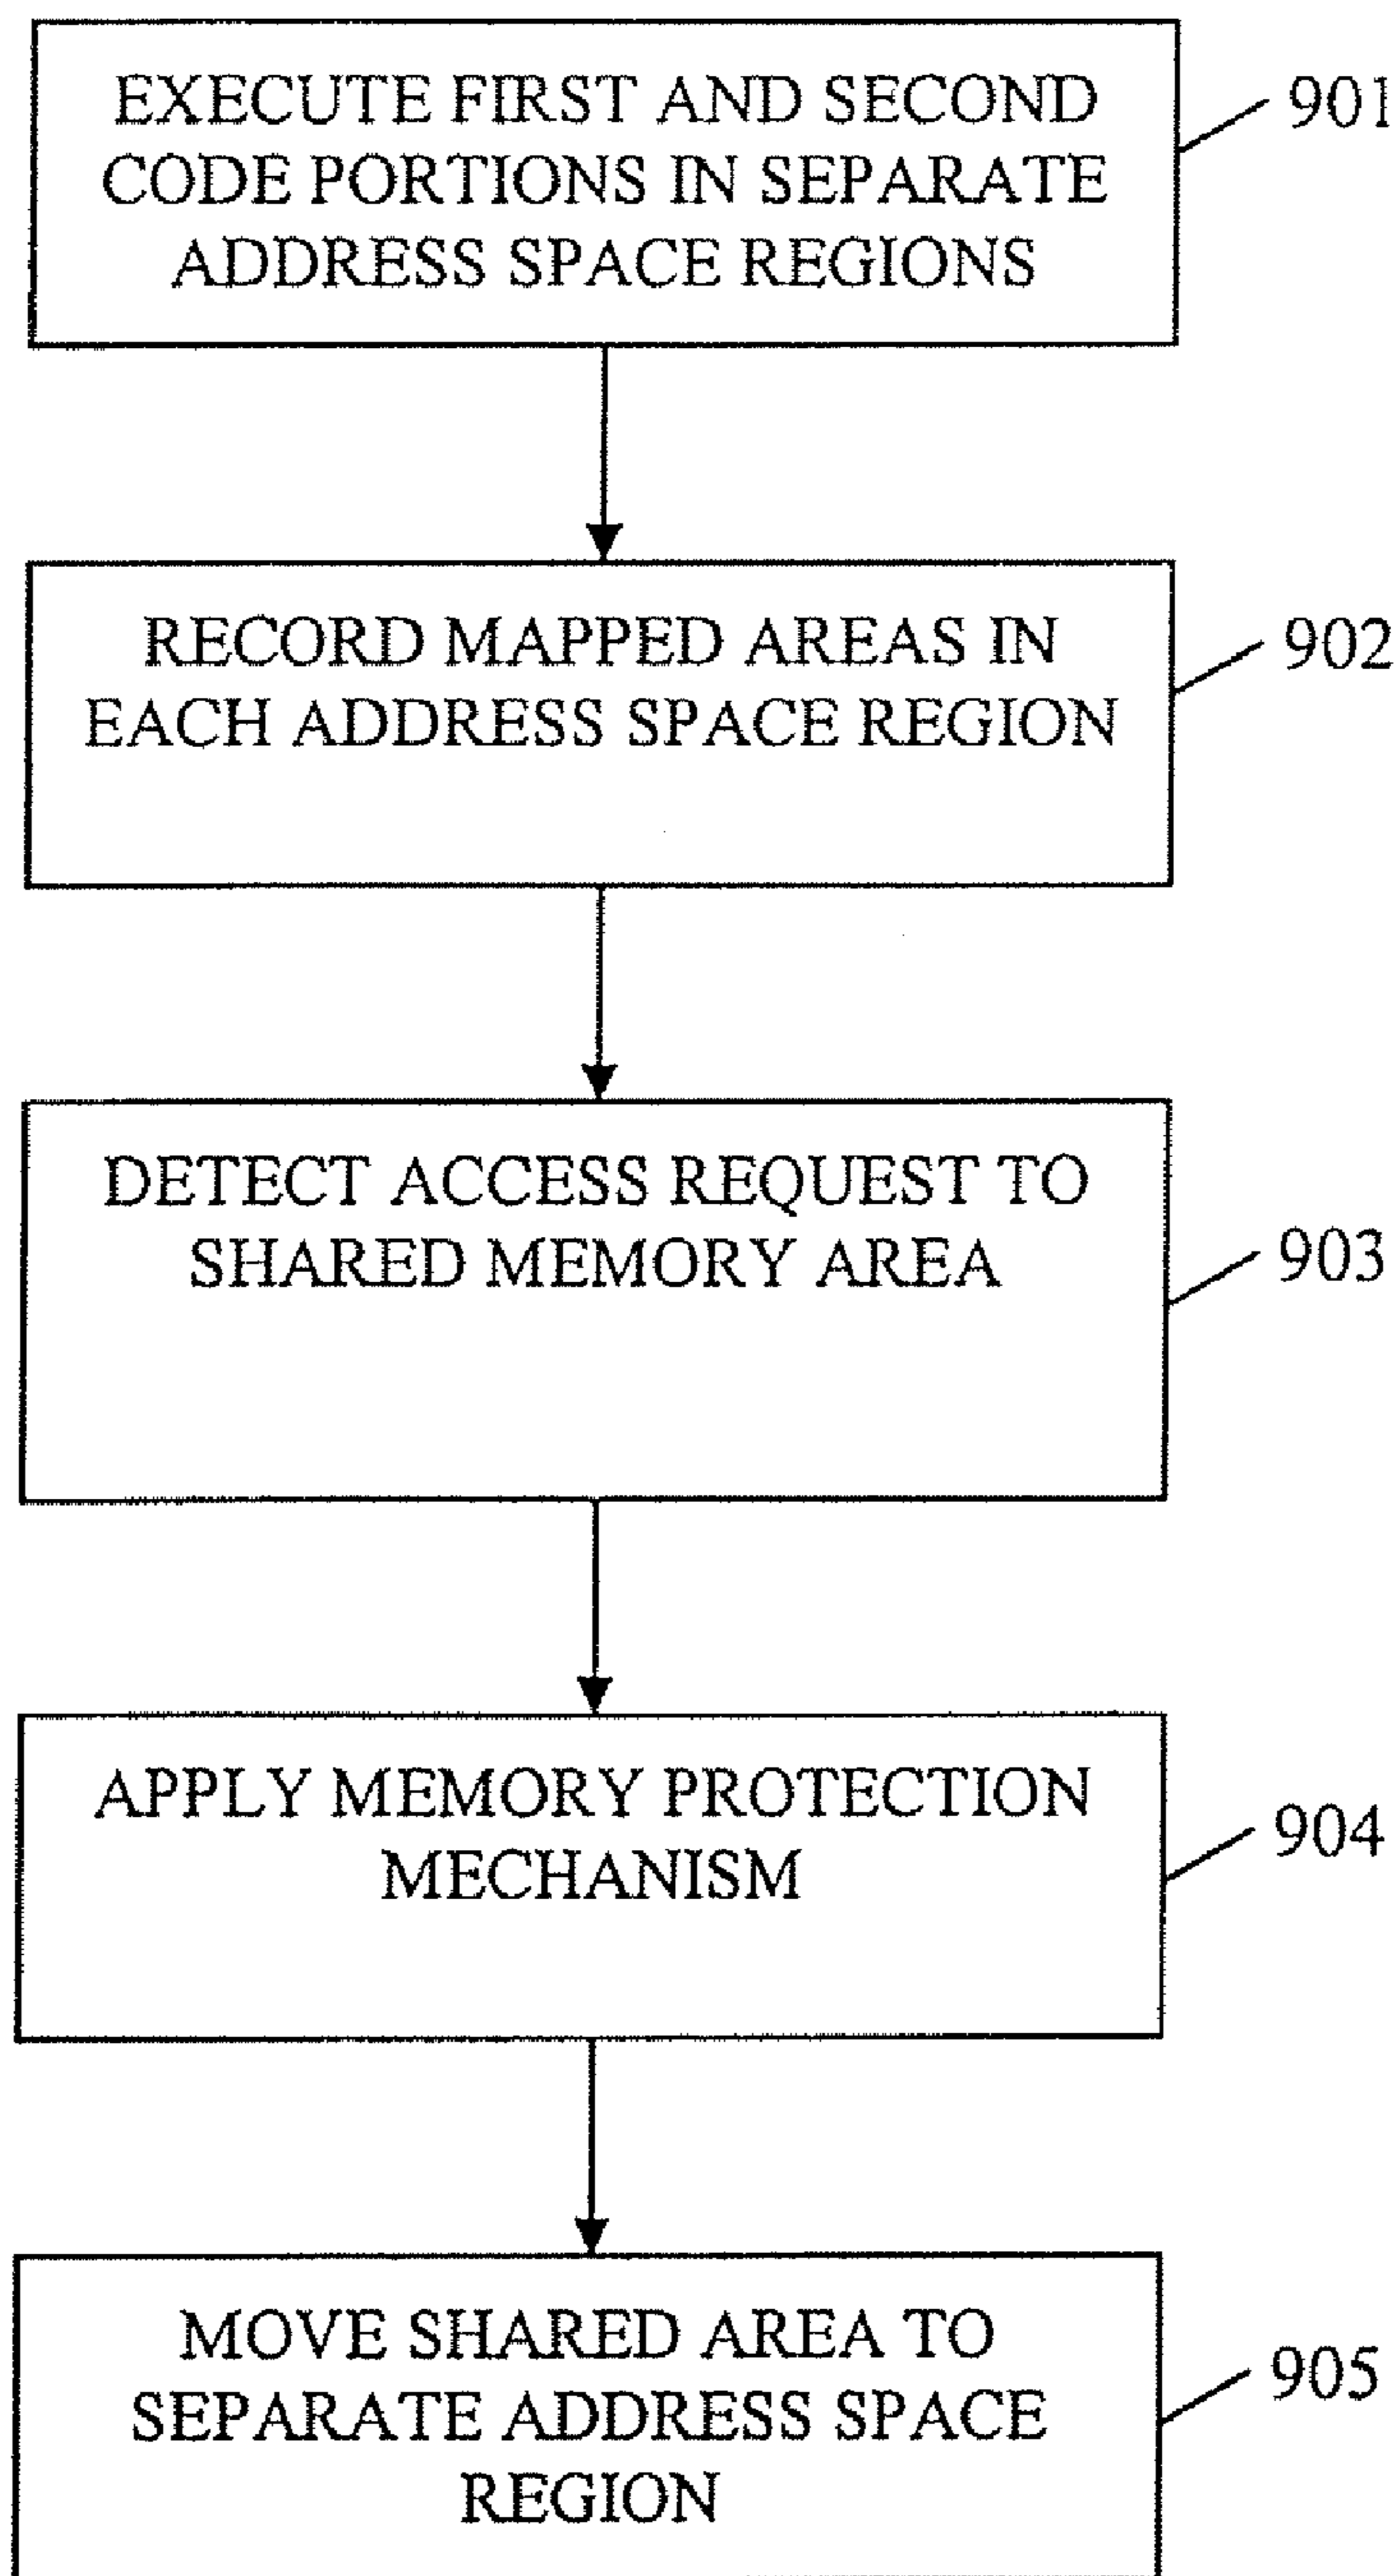 EXECUTE FIRST AND SECOND
CODE PORTIONS IN SEPARATE
ADDRESS SPACE REGIONS
901
RECORD MAPPED AREAS IN
EACH ADDRESS SPACE REGION
902
DETECT ACCESS REQUEST TO
SHARED MEMORY AREA
903
APPLY MEMORY PROTECTION
MECHANISM
904
MOVE SHARED AREA TO
SEPARATE ADDRESS SPACE
REGION
905